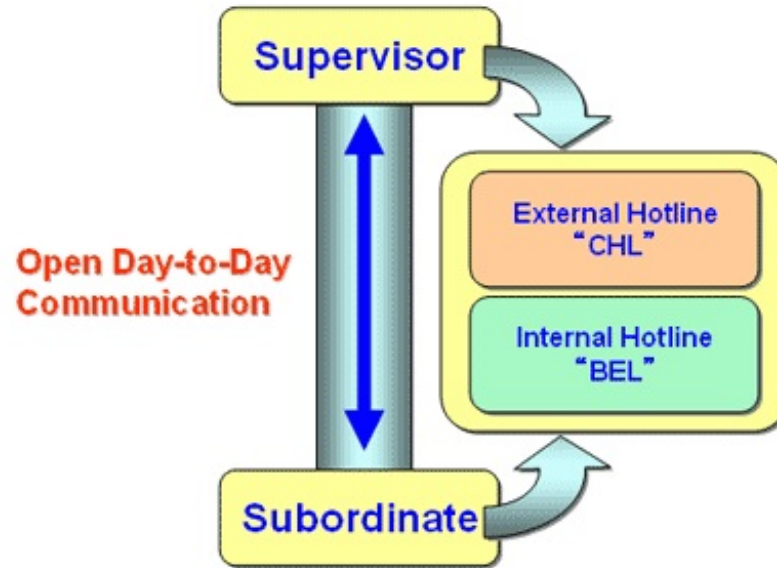 Supervisor
External Hotline
“CHL”
Open Day-to-Day
Communication
Internal Hotline
“BEL”
Subordinate